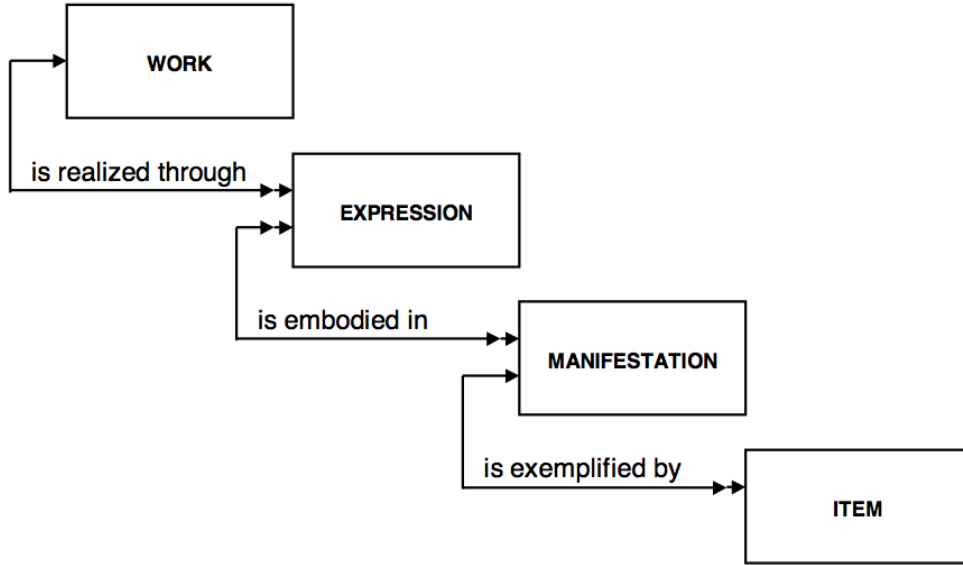 WORK
is realized through
EXPRESSION
is embodied in
MANIFESTATION
is exemplified by
ITEM